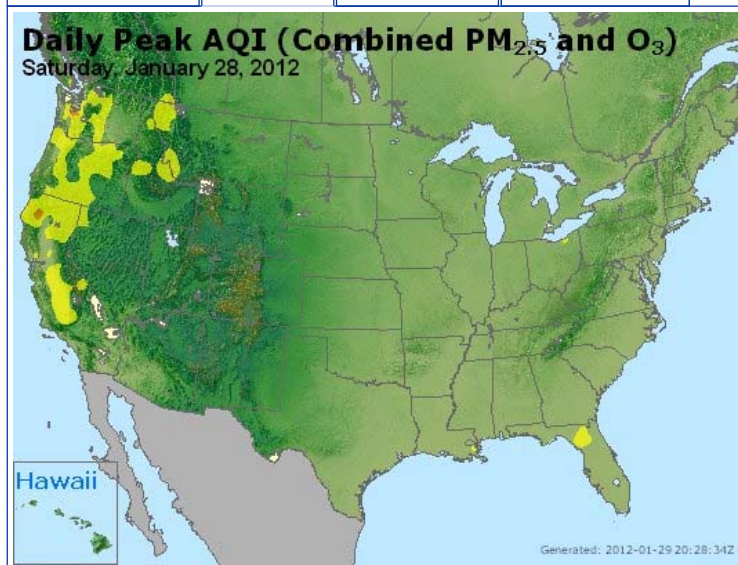 Daily Peak AQI (Combined PM2.5 and O3)
Saturday, January 28, 2012
Hawaii
Generated: 2012-01-29 20:28:34Z